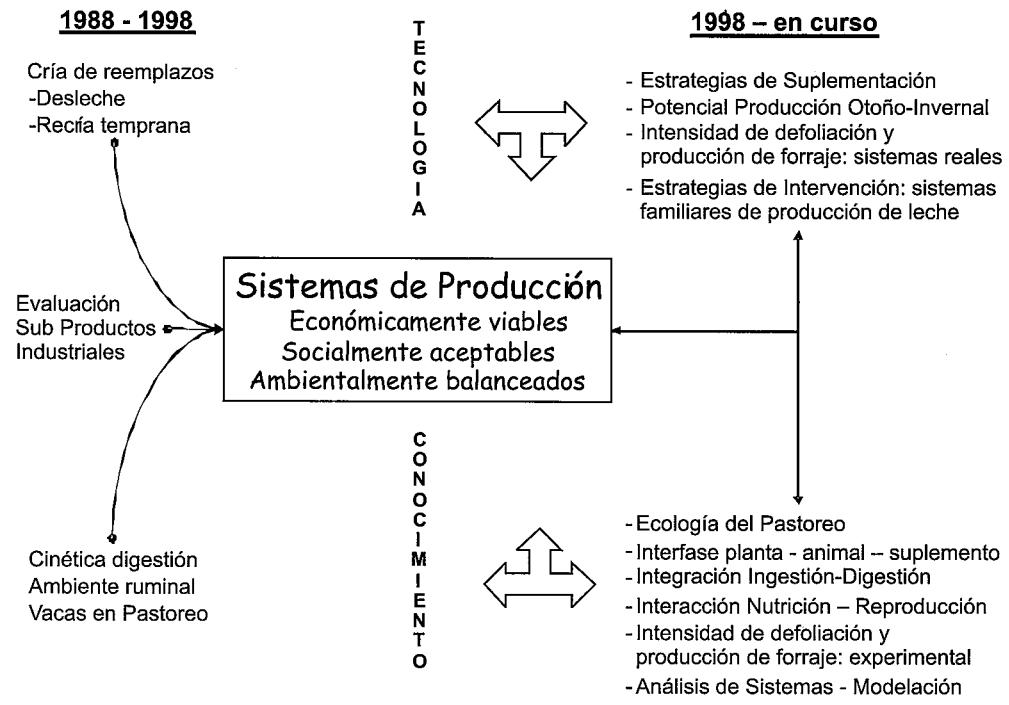 1988 - 1998
Cría de reemplazos
-Desleche
-Recría temprana
Evaluación
Sub Productos
Industriales
Cinética digestión
Ambiente ruminal
Vacas en Pastoreo
TECNOLOGIA
Sistemas de Producción
Económicamente viables
Socialmente aceptables
Ambientalmente balanceados
CONOCIMIENTO
1998 – en curso
- Estrategias de Suplementación
- Potencial Producción Otoño-Invernal
- Intensidad de defoliación y
producción de forraje: sistemas reales
- Estrategias de Intervención: sistemas
familiares de producción de leche
-Ecología del Pastoreo
-Interfase planta - animal – suplemento
-Integración Ingestión-Digestión
-Interacción Nutrición – Reproducción
-Intensidad de defoliación y
producción de forraje: experimental
-Análisis de Sistemas - Modelación